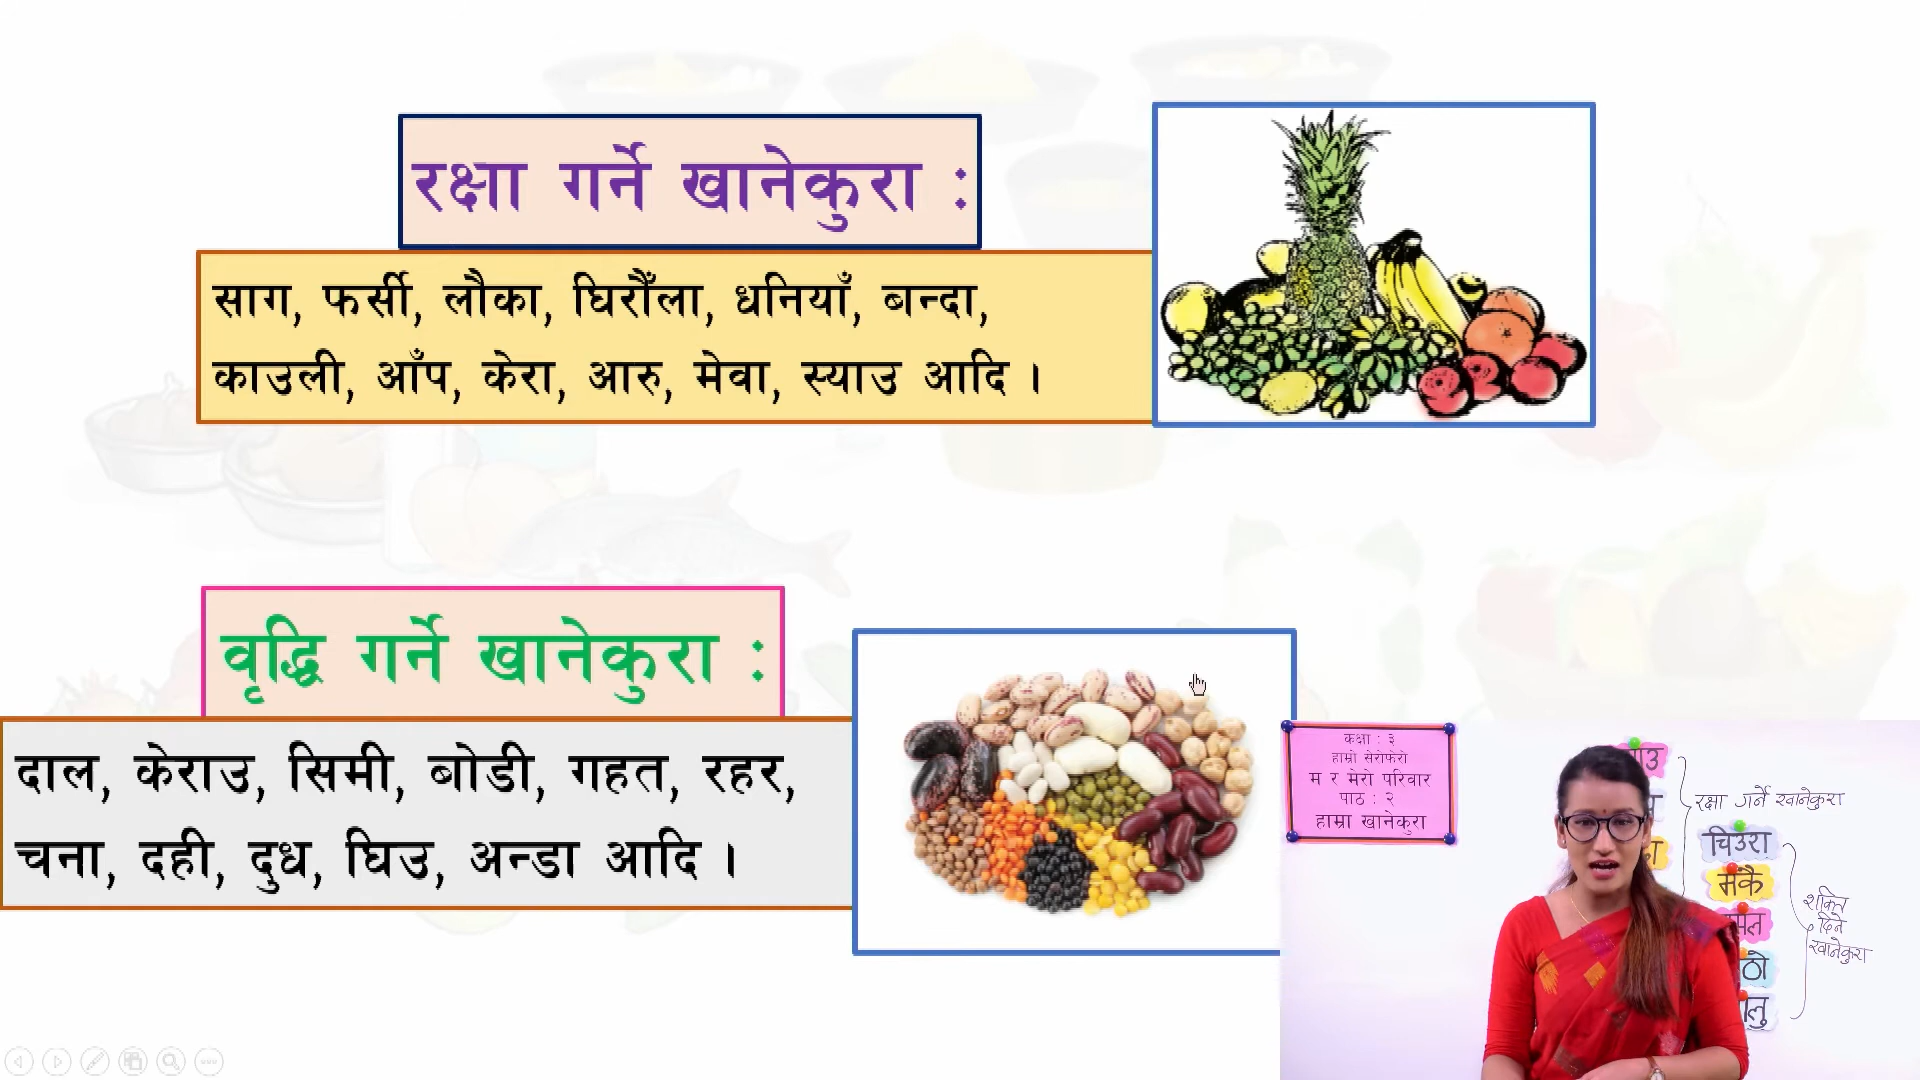 रक्षा गर्ने खानेकुरा :
साग, फर्सी, लौका, घिरौँला, धनियाँ, बन्दा,
काउली, आँप, केरा, आरु, मेवा, स्याउ आदि ।
वृद्धि गर्ने खानेकुरा :
दाल, केराउ, सिमी, बोडी, गहत, रहर,
चना, दही, दुध, घिउ, अन्डा आदि ।
कक्षा : ३
हाम्रो सेरोफेरो
म र मेरो परिवार
पाठ : २
हाम्रा खानेकुरा
रक्षा गर्ने खानेकुरा
चिउरा
मकै
शक्ति
दिने
खानेकुरा